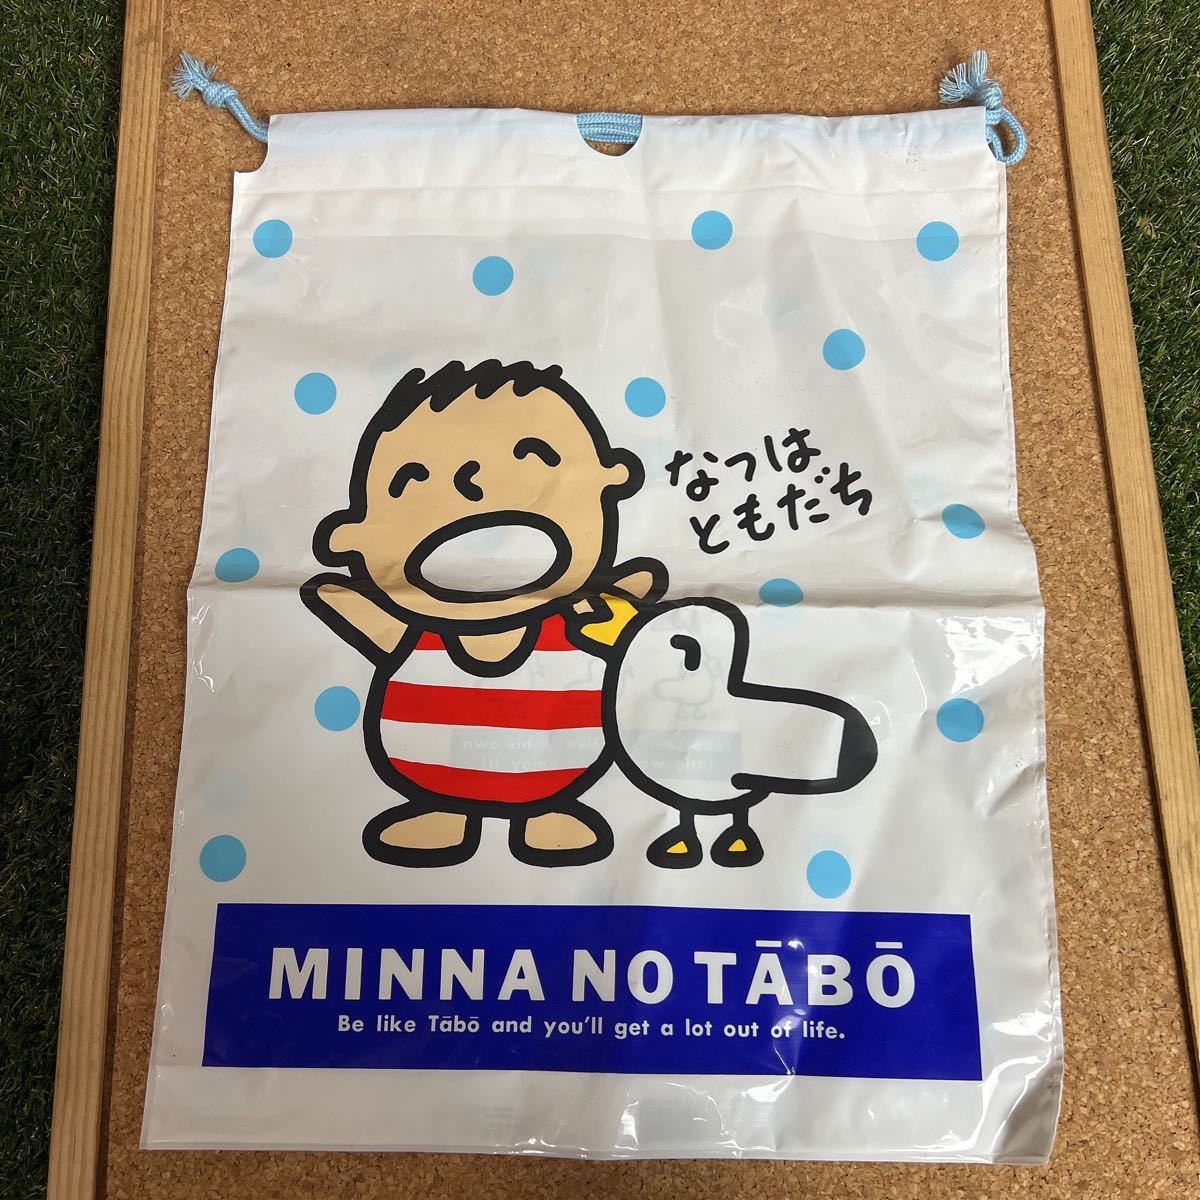 なつは
ともだち
MINNA NO TĀBŌ
Be like Tābō and you'll get a lot out of life.